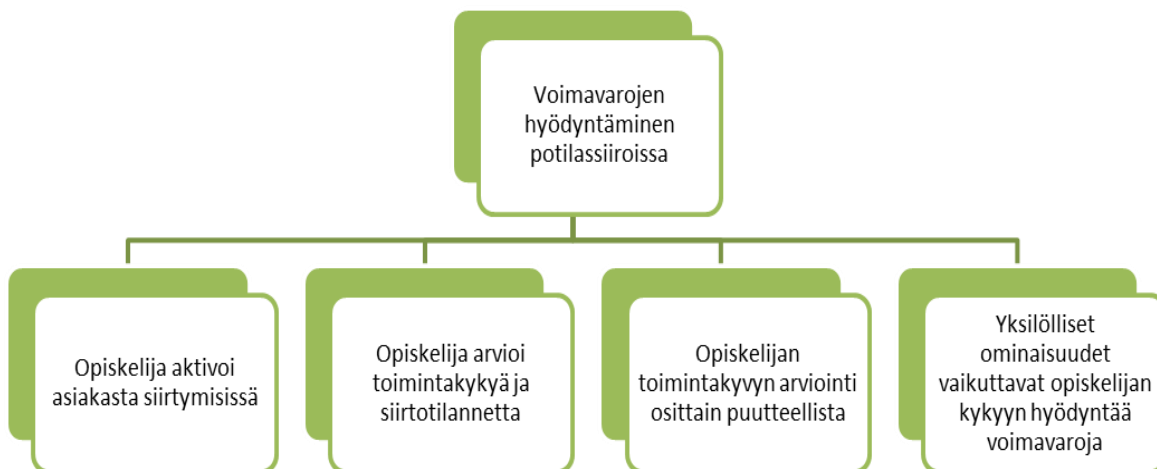 Voimavarojen
hyödyntäminen
potilassiiroissa
Opiskelija aktivoi
asiakasta siirtymisissä
Opiskelija arvioi
toimintakykyä ja
siirtotilannetta
Opiskelijan
toimintakyvyn arviointi
osittain puutteellista
Yksilölliset
ominaisuudet
vaikuttavat opiskelijan
kykyyn hyödyntää
voimavaroja